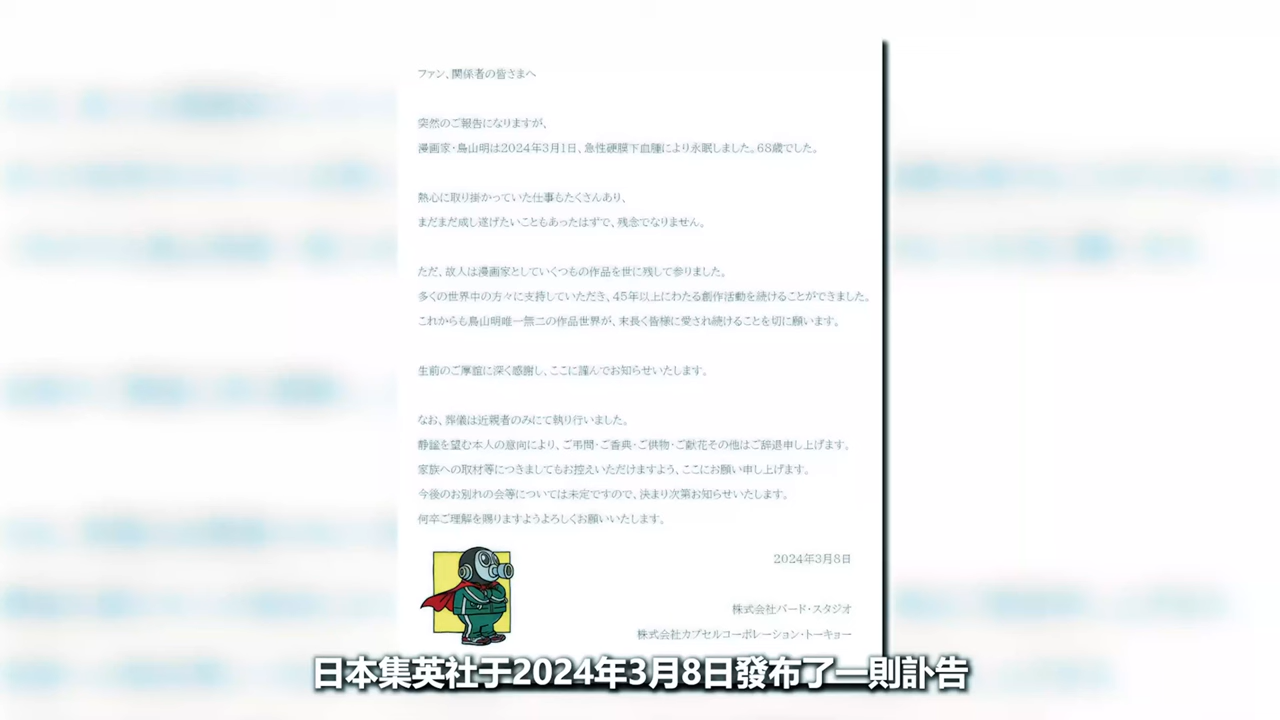 ファン、関係者の皆さまへ
突然のご報告になりますが、
漫画家・鳥山明は2024年3月1日、急性硬膜下血腫により永眠しました。68歳でした。
熱心に取り掛かっていた仕事もたくさんあり、
まだまだ成し遂げたいこともあったはずで、残念でなりません。
ただ、故人は漫画家としていくつもの作品を世に残して参りました。
多くの世界中の方々に支持していただき、45年以上にわたる創作活動を続けることができました。
これからも鳥山明唯一無二の作品世界が、末長く皆様に愛され続けることを切に願います。
生前のご厚誼に深く感謝し、ここに謹んでお知らせいたします。
なお、葬儀は近親者のみにて執り行いました。
静謐を望む本人の意向により、ご弔問・ご香典・ご供物・ご献花その他はご辞退申し上げます。
家族への取材等につきましてもお控えいただけますよう、ここにお願い申し上げます。
今後のお別れの会等については未定ですので、決まり次第お知らせいたします。
何卒ご理解を賜りますようよろしくお願いいたします。
2024年3月8日
株式会社バード・スタジオ
株式会社カプセルコーポレーション・トーキョー
日本集英社于2024年3月8日發布了一則訃告